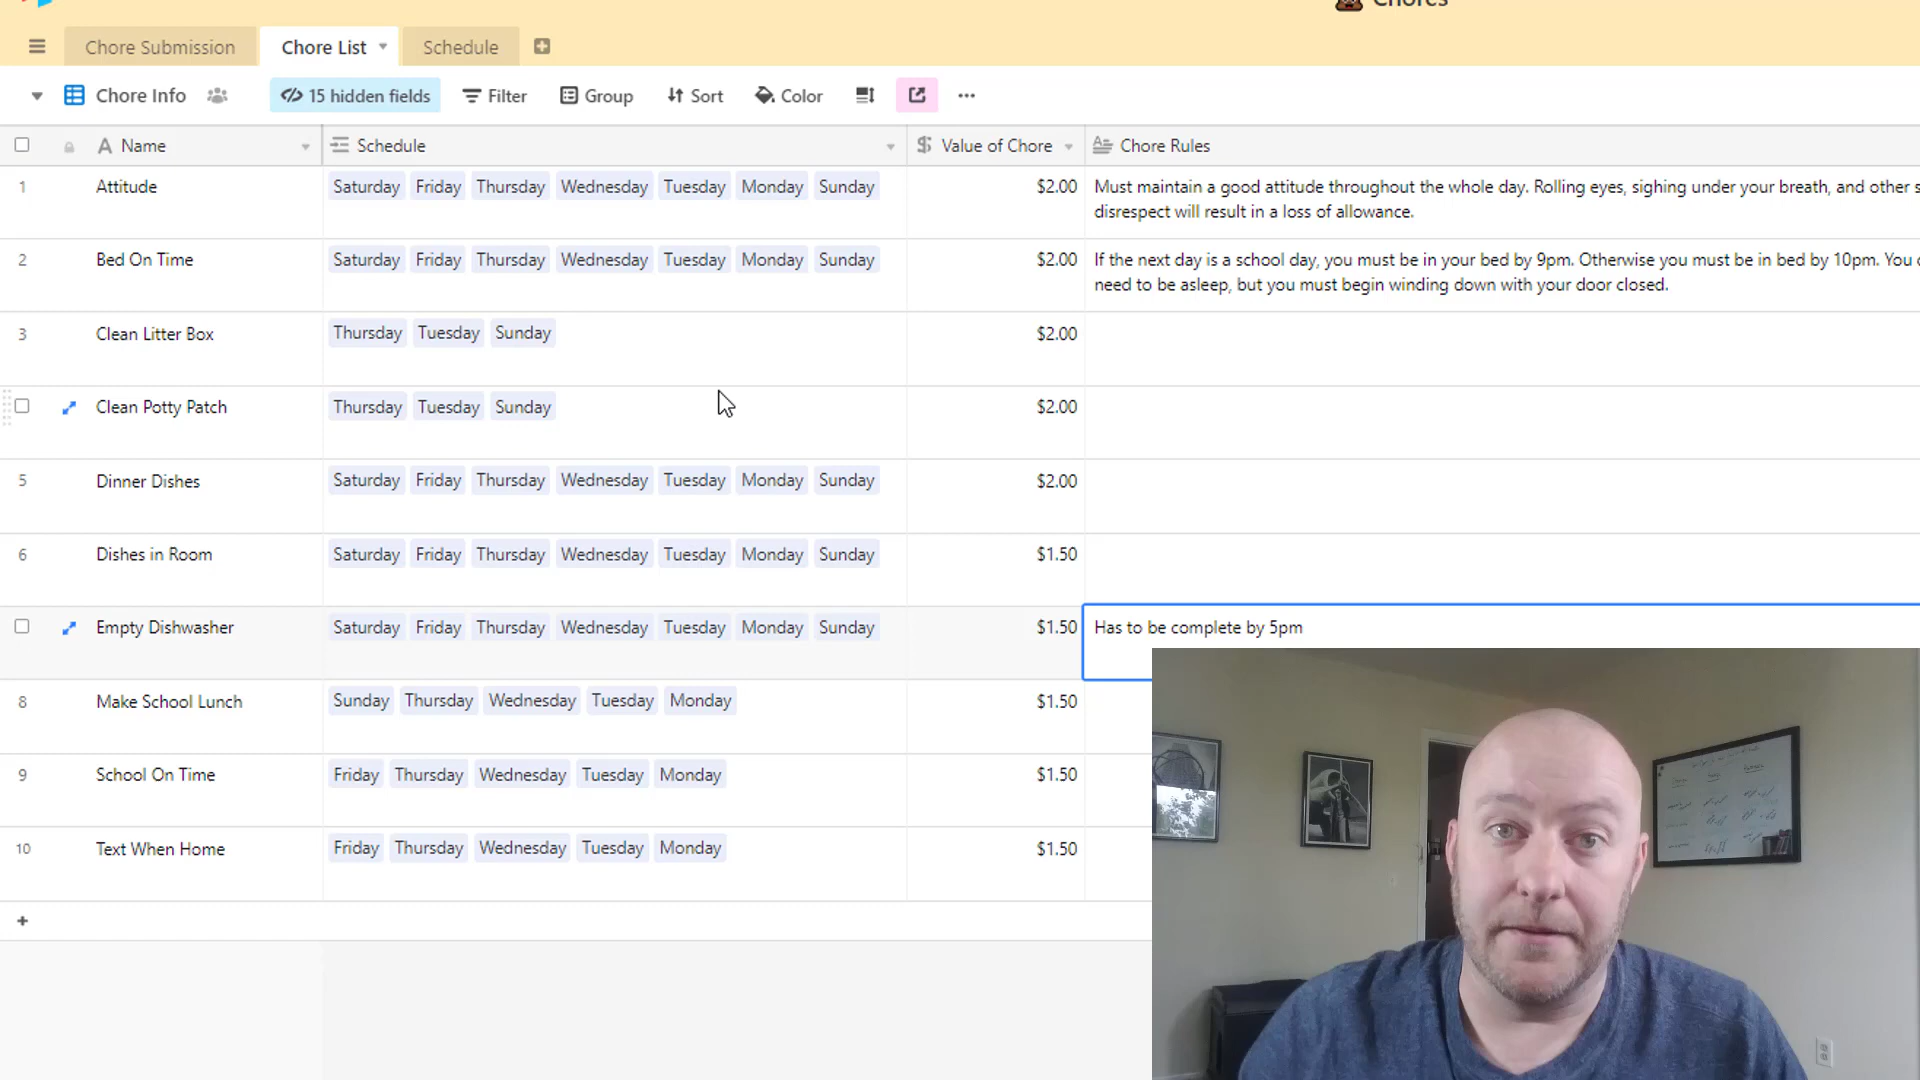 Chores
Chore Submission Chore List Schedule
Chore Info 15 hidden fields Filter Group Sort Color
Name Schedule Value of Chore Chore Rules
1 Attitude Saturday Friday Thursday Wednesday Tuesday Monday Sunday $2.00 Must maintain a good attitude throughout the whole day. Rolling eyes, sighing under your breath, and other s
disrespect will result in a loss of allowance.
2 Bed On Time Saturday Friday Thursday Wednesday Tuesday Monday Sunday $2.00 If the next day is a school day, you must be in your bed by 9pm. Otherwise you must be in bed by 10pm. You
need to be asleep, but you must begin winding down with your door closed.
3 Clean Litter Box Thursday Tuesday Sunday $2.00
Clean Potty Patch Thursday Tuesday Sunday $2.00
5 Dinner Dishes Saturday Friday Thursday Wednesday Tuesday Monday Sunday $2.00
6 Dishes in Room Saturday Friday Thursday Wednesday Tuesday Monday Sunday $1.50
Empty Dishwasher Saturday Friday Thursday Wednesday Tuesday Monday Sunday $1.50 Has to be complete by 5pm
8 Make School Lunch Sunday Thursday Wednesday Tuesday Monday $1.50
9 School On Time Friday Thursday Wednesday Tuesday Monday $1.50
10 Text When Home Friday Thursday Wednesday Tuesday Monday $1.50